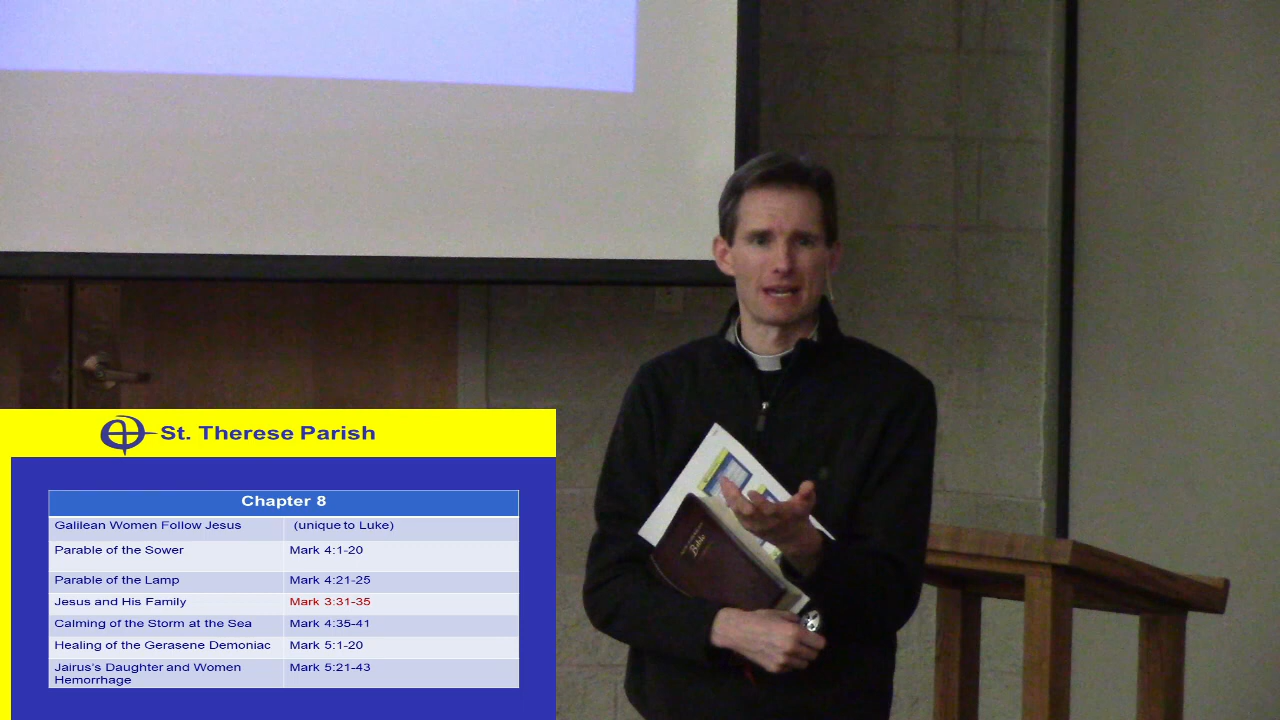 St. Therese Parish
Chapter 8
Galilean Women Follow Jesus (unique to Luke)
Parable of the Sower Mark 4:1-20
Parable of the Lamp Mark 4:21-25
Jesus and His Family Mark 3:31-35
Calming of the Storm at the Sea Mark 4:35-41
Healing of the Gerasene Demoniac Mark 5:1-20
Jairus's Daughter and Women Mark 5:21-43
Hemorrhage
Bible